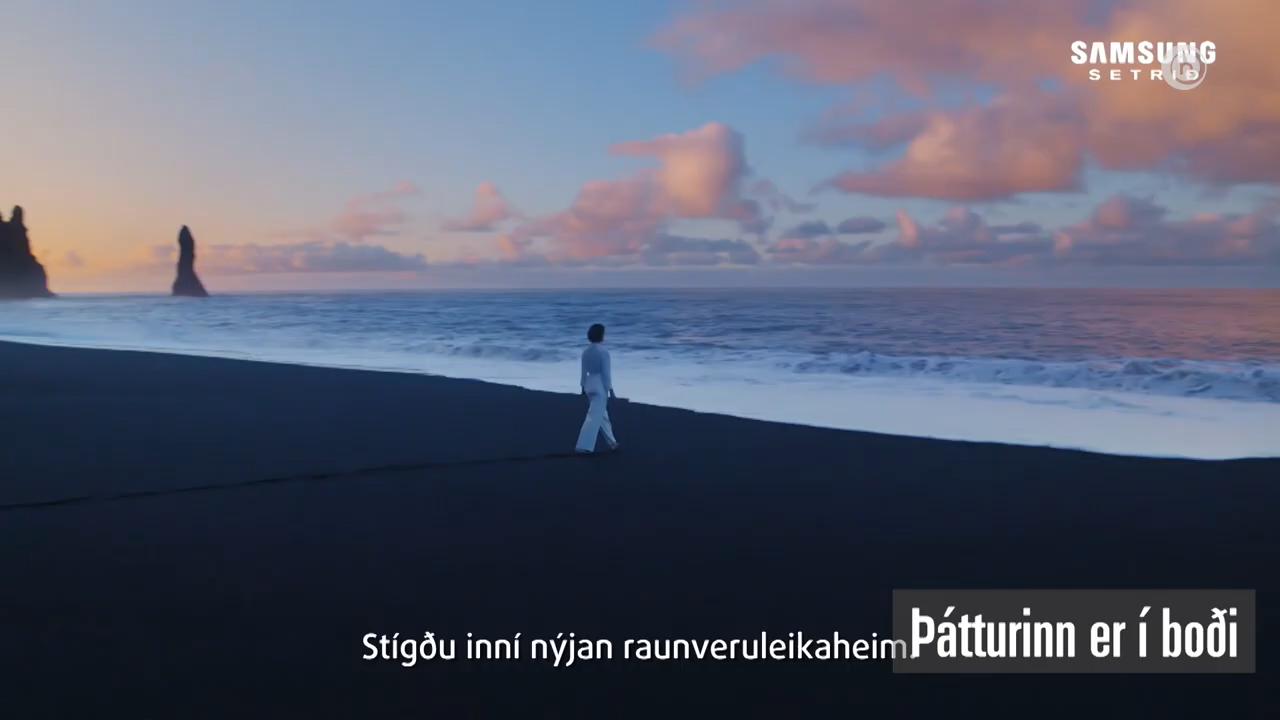 SAMSUNG
SETRIÐ
Stígðu inní nýjan raunveruleikaheim.
Þátturinn er í boði